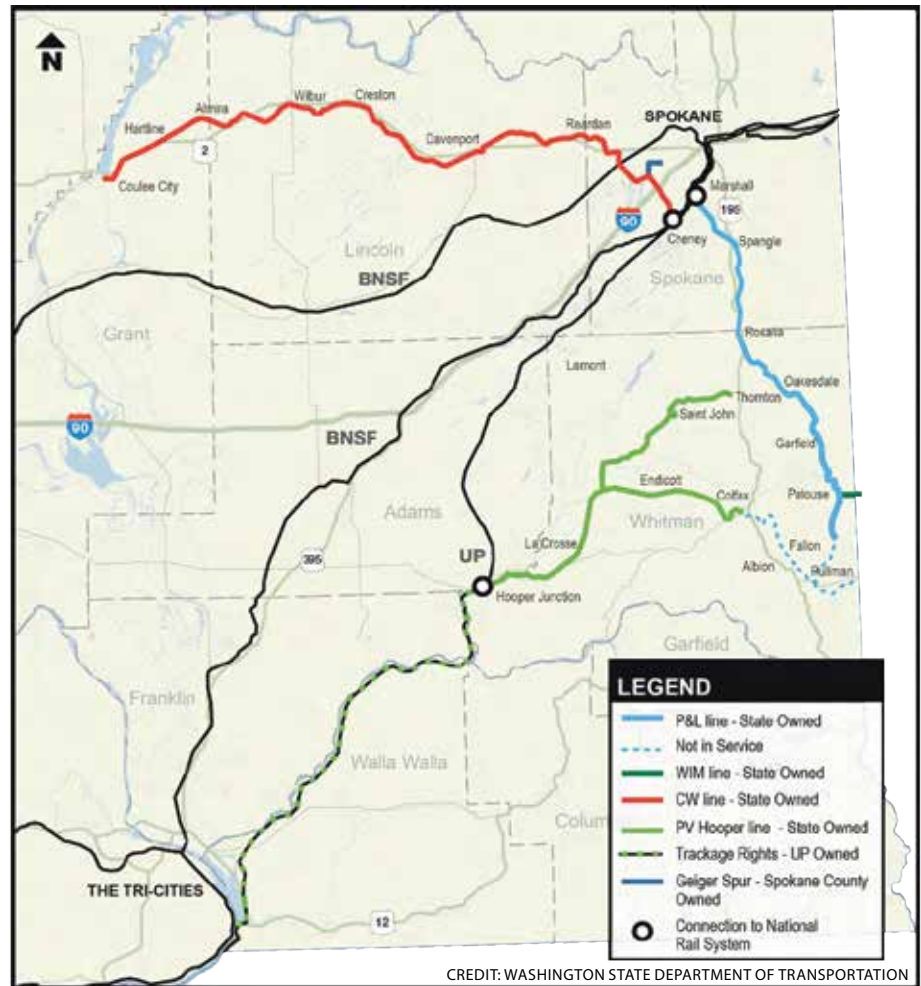 N
Hartline
Almira
Wilbur
Creston
Davenport
Reardan
SPOKANE
2
Coulee City
90
Marshall
195
Cheney
Spangle
Lincoln
BNSF
Spokane
Grant
Rosalia
Lamont
Oakesdale
Thornton
Saint John
90
BNSF
Garfield
Endicott
Colfax
Palouse
Adams
Whitman
395
UP
La Crosse
Fallon
Albion
Pullman
Hooper Junction
Garfield
Franklin
Walla Walla
THE TRI-CITIES
12
LEGEND
P&L line - State Owned
Not in Service
WIM line - State Owned
CW line - State Owned
PV Hooper line - State Owned
Trackage Rights - UP Owned
Geiger Spur - Spokane County
Owned
Connection to National
Rail System
CREDIT: WASHINGTON STATE DEPARTMENT OF TRANSPORTATION